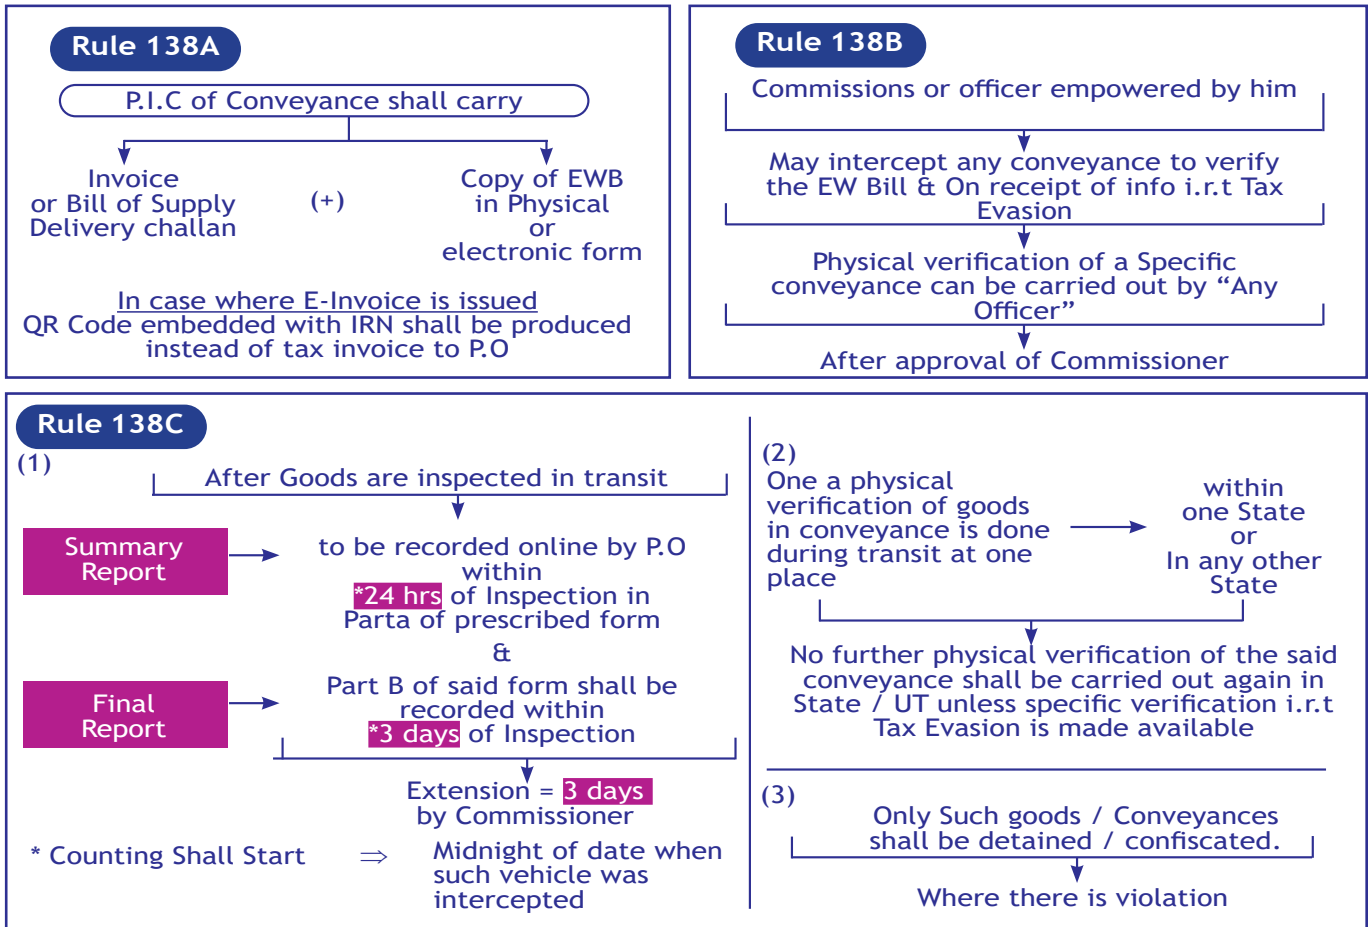 Rule 138A
P.I.C of Conveyance shall carry
Invoice
or Bill of Supply
Delivery challan
(+)
Copy of EWB
in Physical
or
electronic form
In case where E-Invoice is issued
QR Code embedded with IRN shall be produced
instead of tax invoice to P.O
Rule 138B
Commissions or officer empowered by him
May intercept any conveyance to verify
the EW Bill & On receipt of info i.r.t Tax
Evasion
Physical verification of a Specific
conveyance can be carried out by “Any
Officer”
After approval of Commissioner
Rule 138C
(1)
After Goods are inspected in transit
Summary
Report
to be recorded online by P.O
within
*24 hrs of Inspection in
Parta of prescribed form
&
Final
Report
Part B of said form shall be
recorded within
*3 days of Inspection
Extension = 3 days
by Commissioner
* Counting Shall Start ⇒ Midnight of date when
such vehicle was
intercepted
(2)
One a physical
verification of goods
in conveyance is done
during transit at one
place
within
one State
or
In any other
State
No further physical verification of the said
conveyance shall be carried out again in
State / UT unless specific verification i.r.t
Tax Evasion is made available
(3)
Only Such goods / Conveyances
shall be detained / confiscated.
Where there is violation